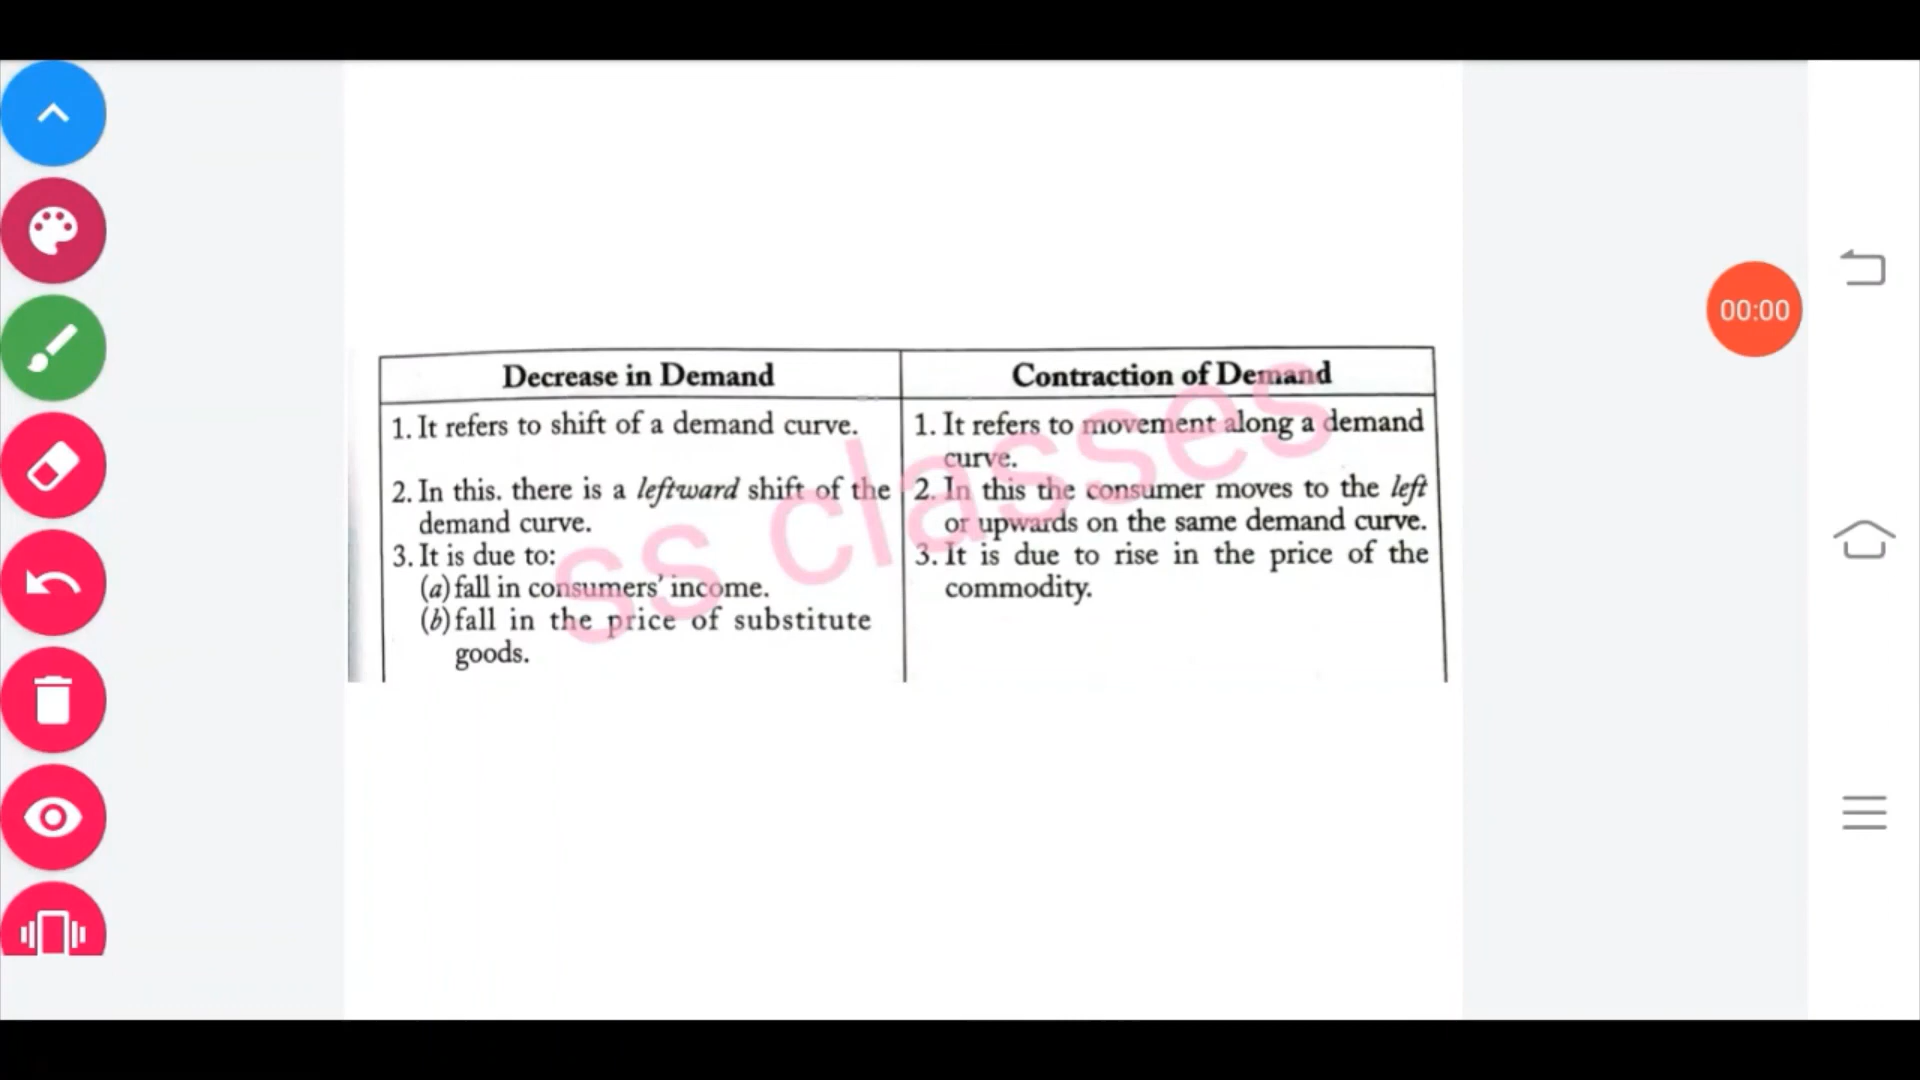 Decrease in Demand
1. It refers to shift of a demand curve.
2. In this. there is a leftward shift of the
demand curve.
3. It is due to:
(a) fall in consumers' income.
(b) fall in the price of substitute
goods.
Contraction of Demand
1. It refers to movement along a demand
curve.
2. In this the consumer moves to the left
or upwards on the same demand curve.
3. It is due to rise in the price of the
commodity.
ss classes
00:00